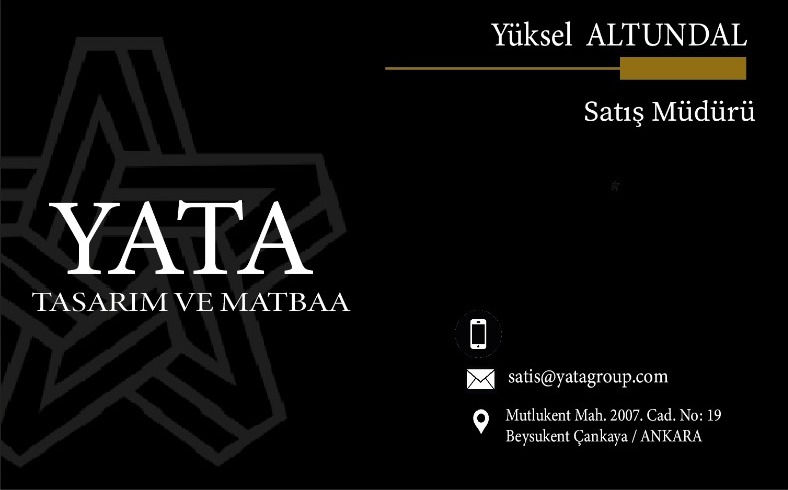 Yüksel ALTUNDAL
Satış Müdürü
YATA
TASARIM VE MATBAA
satis@yatagroup.com
Mutlukent Mah. 2007. Cad. No: 19
Beysukent Çankaya / ANKARA